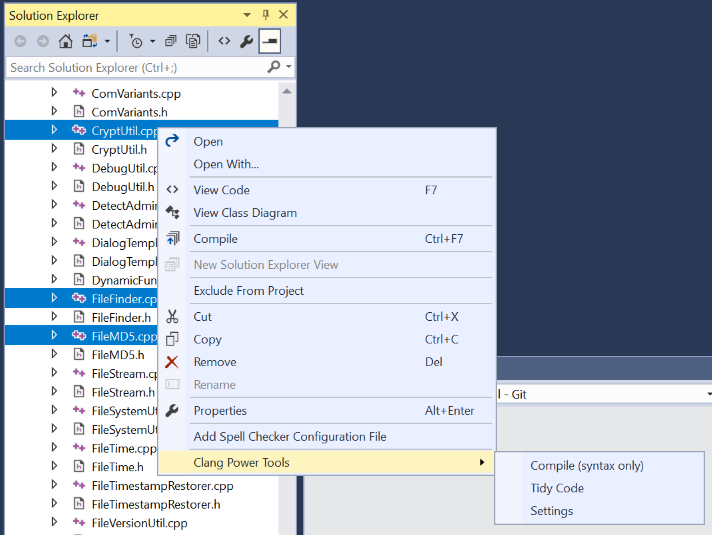 Solution Explorer
Search Solution Explorer (Ctrl+;)
ComVariants.cpp
ComVariants.h
CryptUtil.cpp
CryptUtil.h
DebugUtil.cp
DebugUtil.h
DetectAdmi
DetectAdmi
DialogTempl
DialogTempl
DynamicFun
FileFinder.cp
FileFinder.h
FileMD5.cpp
FileMD5.h
FileStream.cp
FileStream.h
FileSystemUt
FileSystemUt
FileTime.cpp
FileTime.h
FileTimestampRestorer.cpp
FileTimestampRestorer.h
FileVersionUtil.cpp
Open
Open With...
View Code F7
View Class Diagram
Compile Ctrl+F7
New Solution Explorer View
Exclude From Project
Cut Ctrl+X
Copy Ctrl+C
Remove Del
Rename
Properties Alt+Enter
Add Spell Checker Configuration File
Clang Power Tools
Compile (syntax only)
Tidy Code
Settings
l - Git